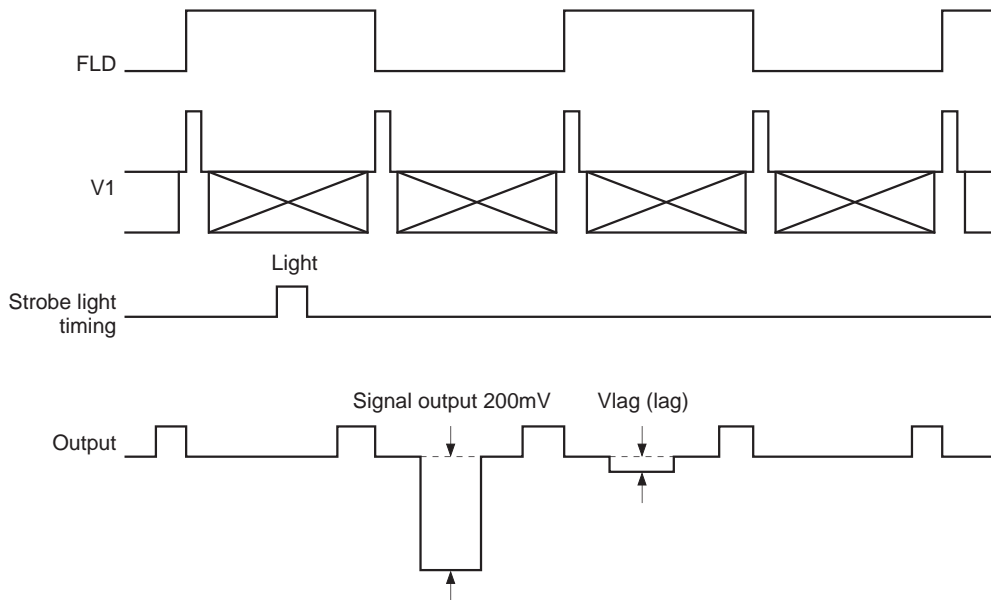 FLD
V1
Light
Strobe light
timing
Signal output 200mV
Vlag (lag)
Output